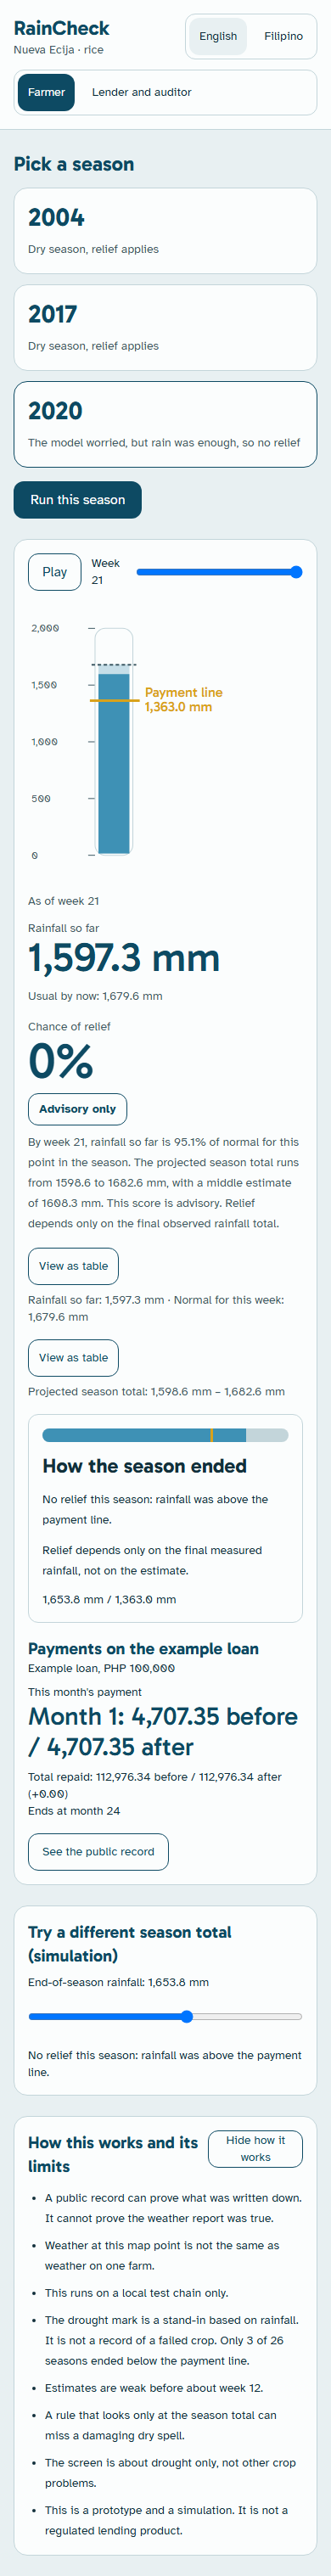 RainCheck
Nueva Ecija · rice
English
Filipino
Farmer
Lender and auditor
Pick a season
2004
Dry season, relief applies
2017
Dry season, relief applies
2020
The model worried, but rain was enough, so no relief
Run this season
Play
Week
21
2,000
1,500
1,000
500
0
Payment line
1,363.0 mm
As of week 21
Rainfall so far
1,597.3 mm
Usual by now: 1,679.6 mm
Chance of relief
0%
Advisory only
By week 21, rainfall so far is 95.1% of normal for this
point in the season. The projected season total runs
from 1598.6 to 1682.6 mm, with a middle estimate
of 1608.3 mm. This score is advisory. Relief
depends only on the final observed rainfall total.
View as table
Rainfall so far: 1,597.3 mm · Normal for this week:
1,679.6 mm
View as table
Projected season total: 1,598.6 mm – 1,682.6 mm
How the season ended
No relief this season: rainfall was above the
payment line.
Relief depends only on the final measured
rainfall, not on the estimate.
1,653.8 mm / 1,363.0 mm
Payments on the example loan
Example loan, PHP 100,000
This month's payment
Month 1: 4,707.35 before
/ 4,707.35 after
Total repaid: 112,976.34 before / 112,976.34 after
(+0.00)
Ends at month 24
See the public record
Try a different season total
(simulation)
End-of-season rainfall: 1,653.8 mm
No relief this season: rainfall was above the payment
line.
How this works and its
limits
Hide how it
works
• A public record can prove what was written down.
It cannot prove the weather report was true.
• Weather at this map point is not the same as
weather on one farm.
• This runs on a local test chain only.
• The drought mark is a stand-in based on rainfall.
It is not a record of a failed crop. Only 3 of 26
seasons ended below the payment line.
• Estimates are weak before about week 12.
• A rule that looks only at the season total can
miss a damaging dry spell.
• The screen is about drought only, not other crop
problems.
• This is a prototype and a simulation. It is not a
regulated lending product.